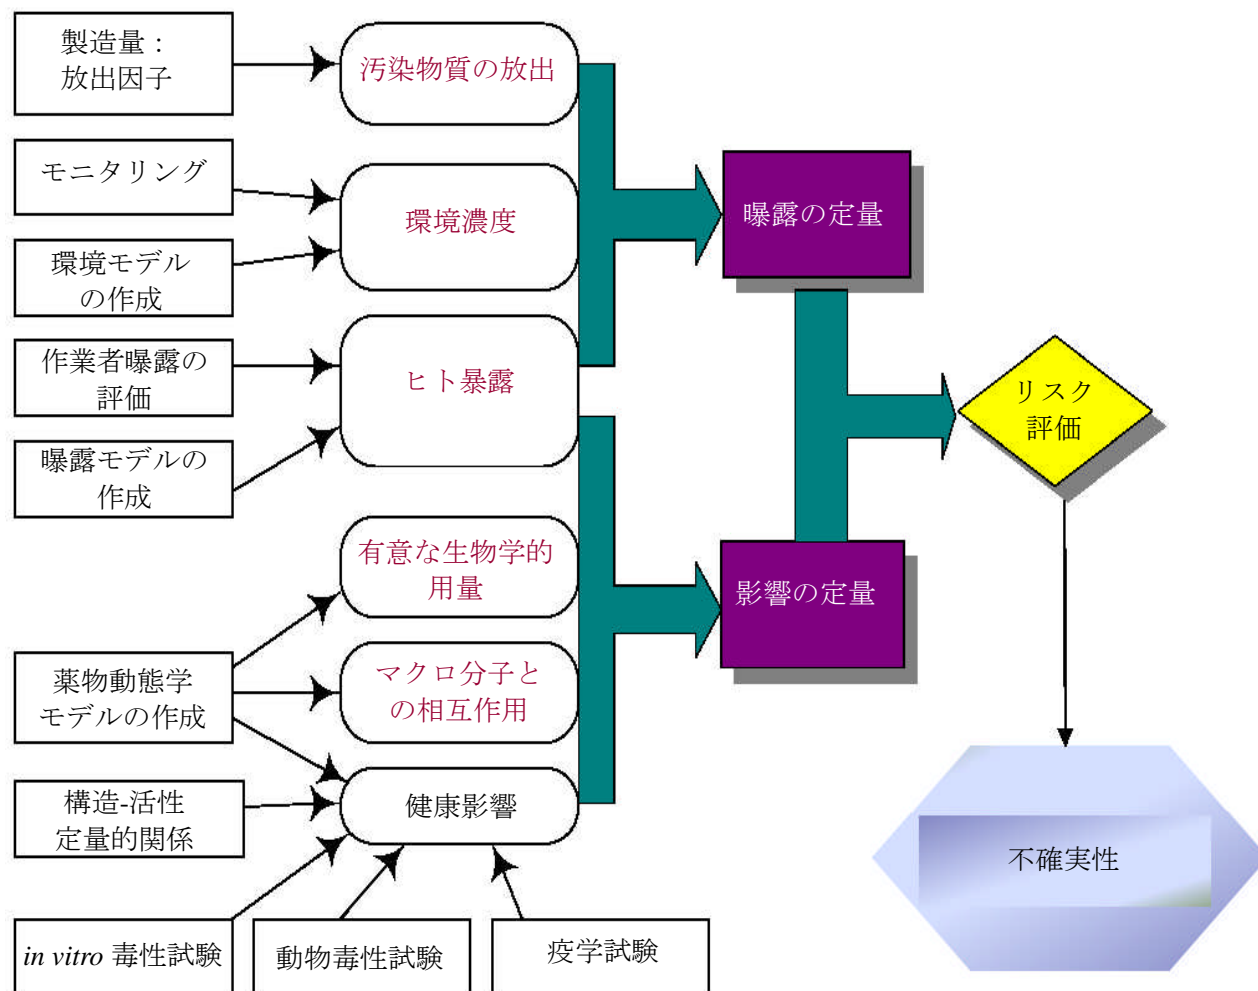 製造量：
放出因子
汚染物質の放出
モニタリング
環境濃度
環境モデル
の作成
作業者曝露の
評価
ヒト暴露
曝露モデルの
作成
曝露の定量
リスク
評価
有意な生物学的
用量
影響の定量
薬物動態学
モデルの作成
マクロ分子と
の相互作用
構造-活性
定量的関係
健康影響
不確実性
in vitro 毒性試験
動物毒性試験
疫学試験